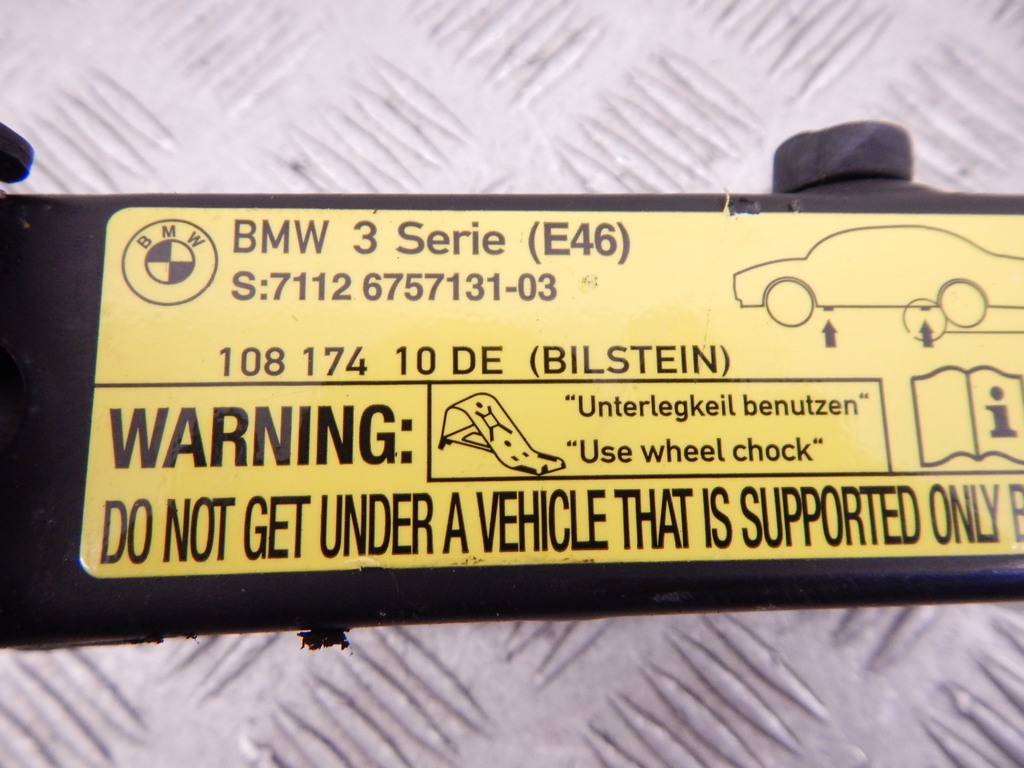 BMW
BMW 3 Serie (E46)
S:7112 6757131-03
108 174 10 DE (BILSTEIN)
WARNING:
"Unterlegkeil benutzen"
"Use wheel chock"
i
DO NOT GET UNDER A VEHICLE THAT IS SUPPORTED ONLY